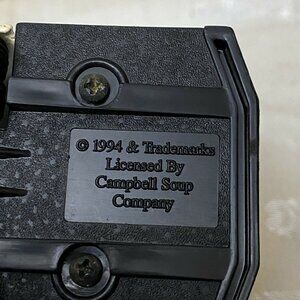 © 1994 & Trademarks
Licensed By
Campbell Soup
Company